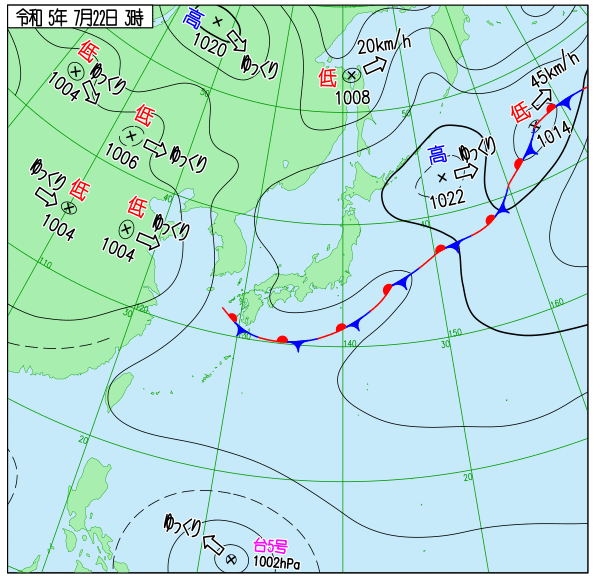 令和 5年 7月22日 3時
高
1020
ゆっくり
低
1004
ゆっくり
20km/h
低
1008
45km/h
低
1014
50
50
低
1006
ゆっくり
高
ゆっくり
1022
ゆっくり
低
1004
40
低
1004
ゆっくり
40
110
120
30
130
140
150
30
160
20
20
ゆっくり
台5号
1002hPa